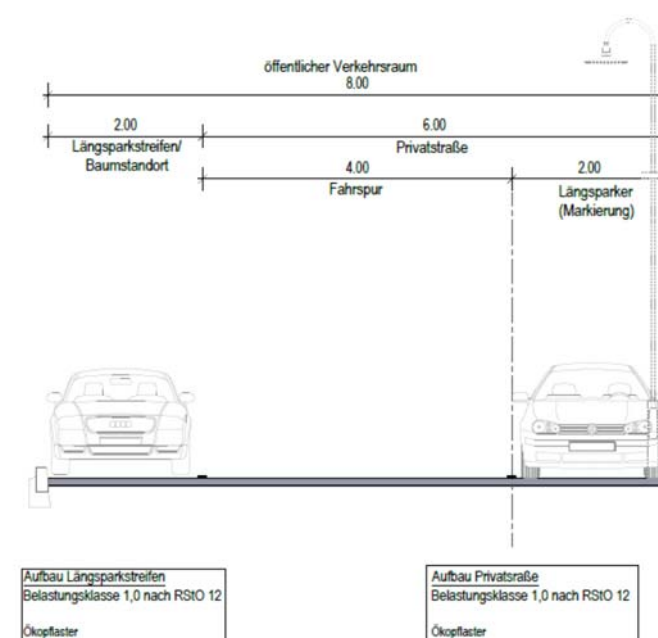 öffentlicher Verkehrsraum
8.00
2.00
6.00
Längsparkstreifen/
Baumstandort
Privatstraße
4.00
2.00
Fahrspur
Längsparker
(Markierung)
Aufbau Längsparkstreifen
Belastungsklasse 1,0 nach RStO 12
Ökopflaster
Aufbau Privatsraße
Belastungsklasse 1,0 nach RStO 12
Ökopflaster